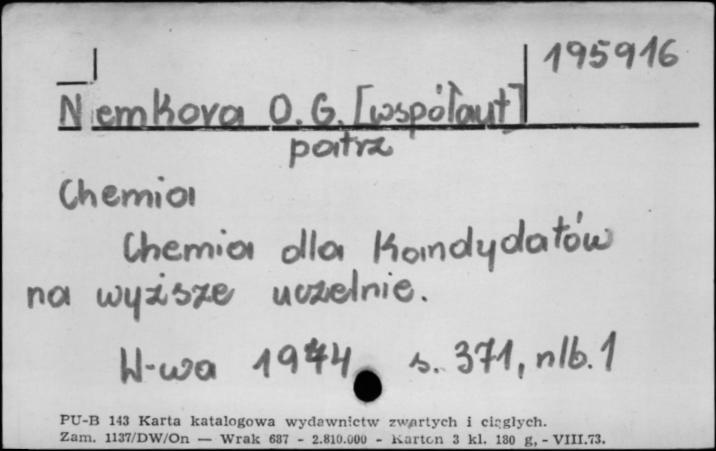 195916
Niemkova O. G. [współaut]
patrz
Chemia
Chemia dla kandydatów
na wyższe uczelnie.
W-wa 1974 s. 371, nlb. 1
PU-B 143 Karta katalogowa wydawnictw zwartych i ciągłych.
Zam. 1137/DW/On — Wrak 687 - 2.810.000 - Karton 3 kl. 180 g, - VIII.73.